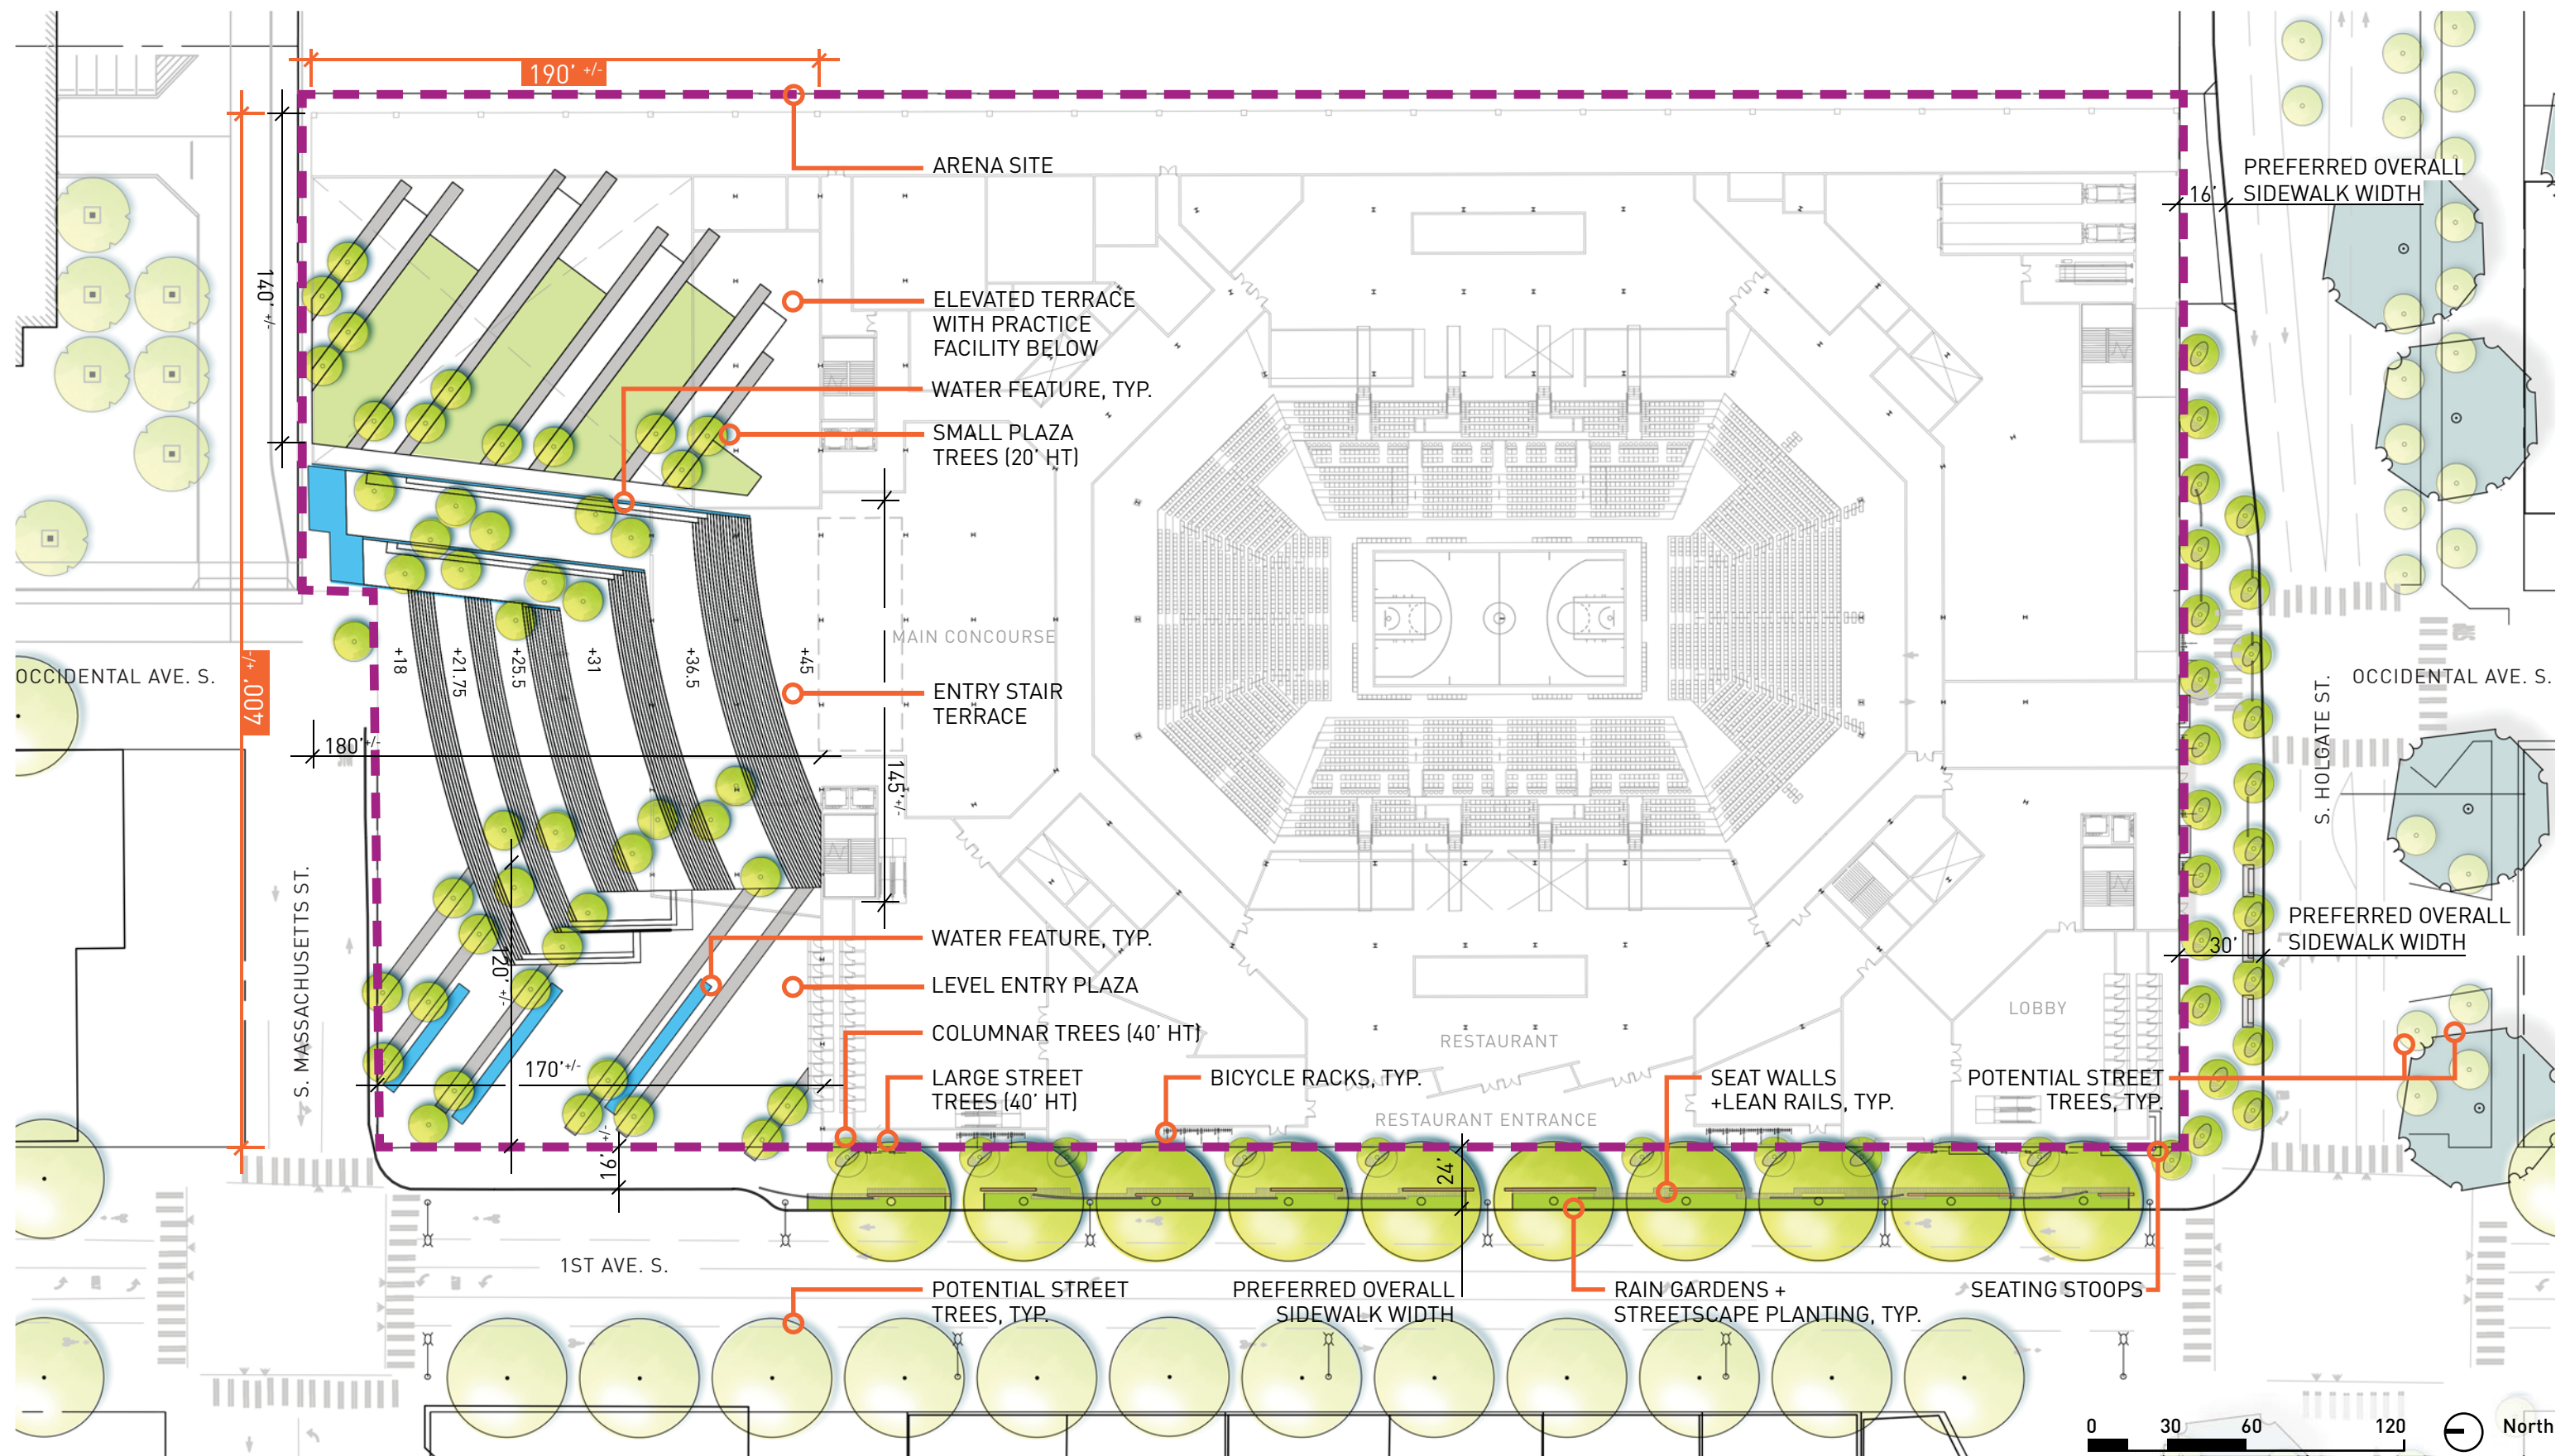 190' +/-
ARENA SITE
PREFERRED OVERALL
SIDEWALK WIDTH
16'
140' +/-
ELEVATED TERRACE
WITH PRACTICE
FACILITY BELOW
WATER FEATURE, TYP.
SMALL PLAZA
TREES (20' HT)
MAIN CONCOURSE
+18
+21.75
+25.5
+31
+36.5
+45
OCCIDENTAL AVE. S.
400' +/-
ENTRY STAIR
TERRACE
OCCIDENTAL AVE. S.
S. HOLGATE ST.
180' +/-
145' +/-
S. MASSACHUSETTS ST.
PREFERRED OVERALL
SIDEWALK WIDTH
30'
WATER FEATURE, TYP.
120' +/-
LEVEL ENTRY PLAZA
LOBBY
COLUMNAR TREES (40' HT)
RESTAURANT
170' +/-
LARGE STREET
TREES (40' HT)
BICYCLE RACKS, TYP.
SEAT WALLS
+LEAN RAILS, TYP.
POTENTIAL STREET
TREES, TYP.
RESTAURANT ENTRANCE
16' +/-
24'
1ST AVE. S.
POTENTIAL STREET
TREES, TYP.
PREFERRED OVERALL
SIDEWALK WIDTH
RAIN GARDENS +
STREETSCAPE PLANTING, TYP.
SEATING STOOPS
0 30 60 120
North